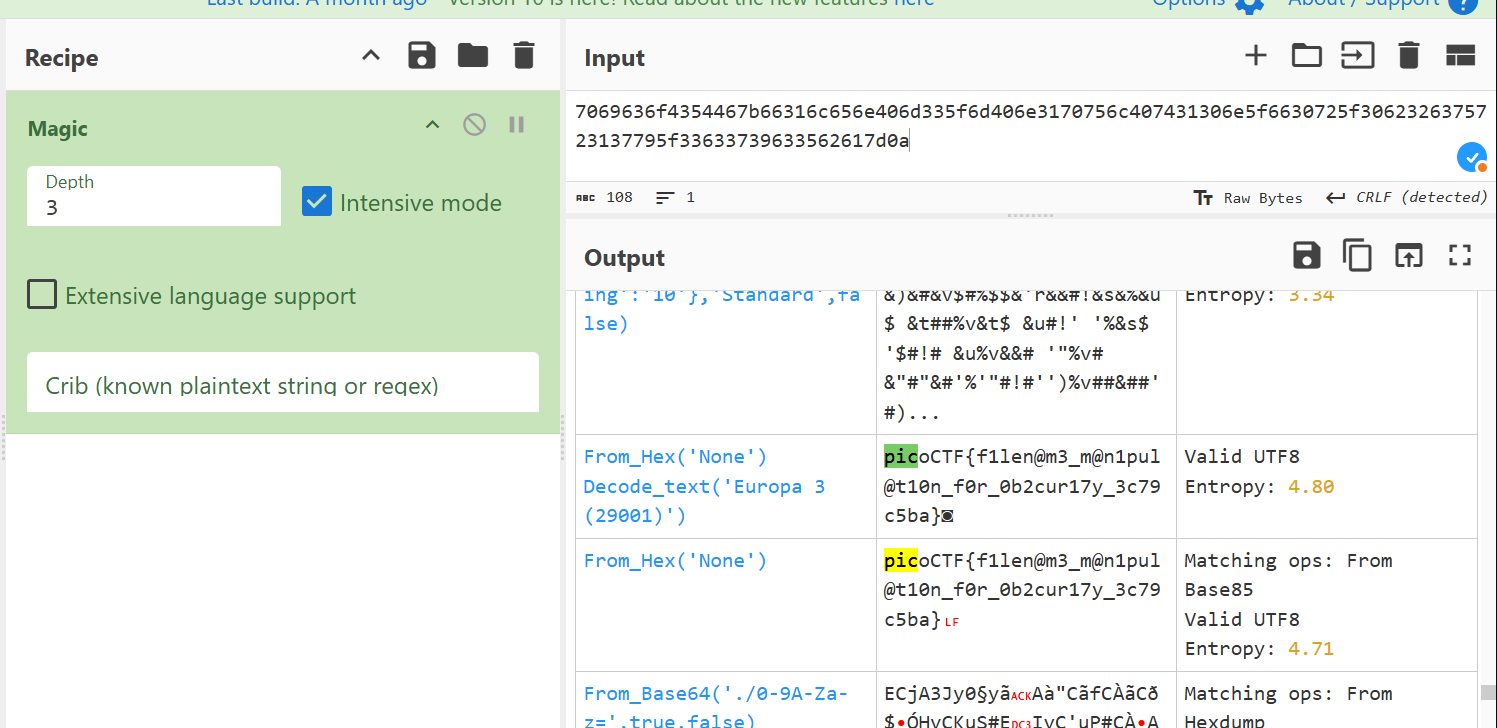 Last build: A month ago - Version 10 is here! Read about the new features here
Options
About / Support
Recipe
Magic
Depth
3
Intensive mode
Extensive language support
Crib (known plaintext string or regex)
Input
7069636f4354467b66316c656e406d335f6d406e3170756c407431306e5f6630725f30623263757
23137795f33633739633562617d0a
ABC 108
1
Raw Bytes
CRLF (detected)
Output
ing':'10'},'Standard',fa
lse)
&)&#&v$#%$$&'r&&#!&s&%&u
$ &t##%v&t$ &u#!' '%&s$
'$#!# &u%v&&# '"%v#
&"#"&#'%'"#!#'')%v##&##'
#)...
Entropy: 3.34
From_Hex('None')
Decode_text('Europa 3
(29001)')
picoCTF{f1len@m3_m@n1pul
@t10n_f0r_0b2cur17y_3c79
c5ba}◙
Valid UTF8
Entropy: 4.80
From_Hex('None')
picoCTF{f1len@m3_m@n1pul
@t10n_f0r_0b2cur17y_3c79
c5ba}LF
Matching ops: From
Base85
Valid UTF8
Entropy: 4.71
From_Base64('./0-9A-Za-
z=',true,false)
ECjA3Jy0§yãACKAà"CãfCÀãCð
Matching ops: From
Hexdump